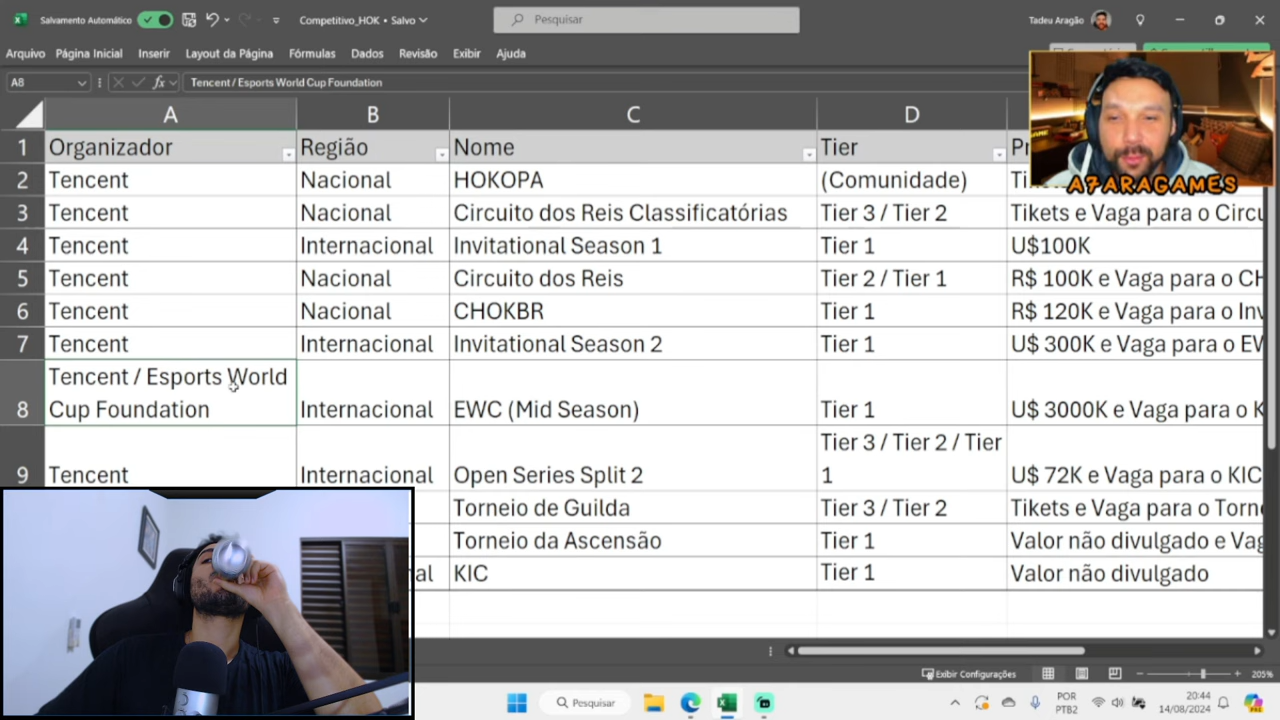 Salvamento Automático
Competitivo_HOK • Salvo
Pesquisar
Tadeu Aragão
Arquivo Página Inicial Inserir Layout da Página Fórmulas Dados Revisão Exibir Ajuda
A8 fx Tencent / Esports World Cup Foundation
A B C D
1 Organizador Região Nome Tier Pr
2 Tencent Nacional HOKOPA (Comunidade) Ti
A7ARAGAMES
3 Tencent Nacional Circuito dos Reis Classificatórias Tier 3 / Tier 2 Tikets e Vaga para o Circu
4 Tencent Internacional Invitational Season 1 Tier 1 U$100K
5 Tencent Nacional Circuito dos Reis Tier 2 / Tier 1 R$ 100K e Vaga para o CH
6 Tencent Nacional CHOKBR Tier 1 R$ 120K e Vaga para o Inv
7 Tencent Internacional Invitational Season 2 Tier 1 U$ 300K e Vaga para o EW
Tencent / Esports World
8 Cup Foundation Internacional EWC (Mid Season) Tier 1 U$ 3000K e Vaga para o K
Tier 3 / Tier 2 / Tier
9 Tencent Internacional Open Series Split 2 1 U$ 72K e Vaga para o KIC
Torneio de Guilda Tier 3 / Tier 2 Tikets e Vaga para o Torne
Torneio da Ascensão Tier 1 Valor não divulgado e Vag
al KIC Tier 1 Valor não divulgado
Exibir Configurações 205%
Pesquisar
POR
PTB2
20:44
14/08/2024